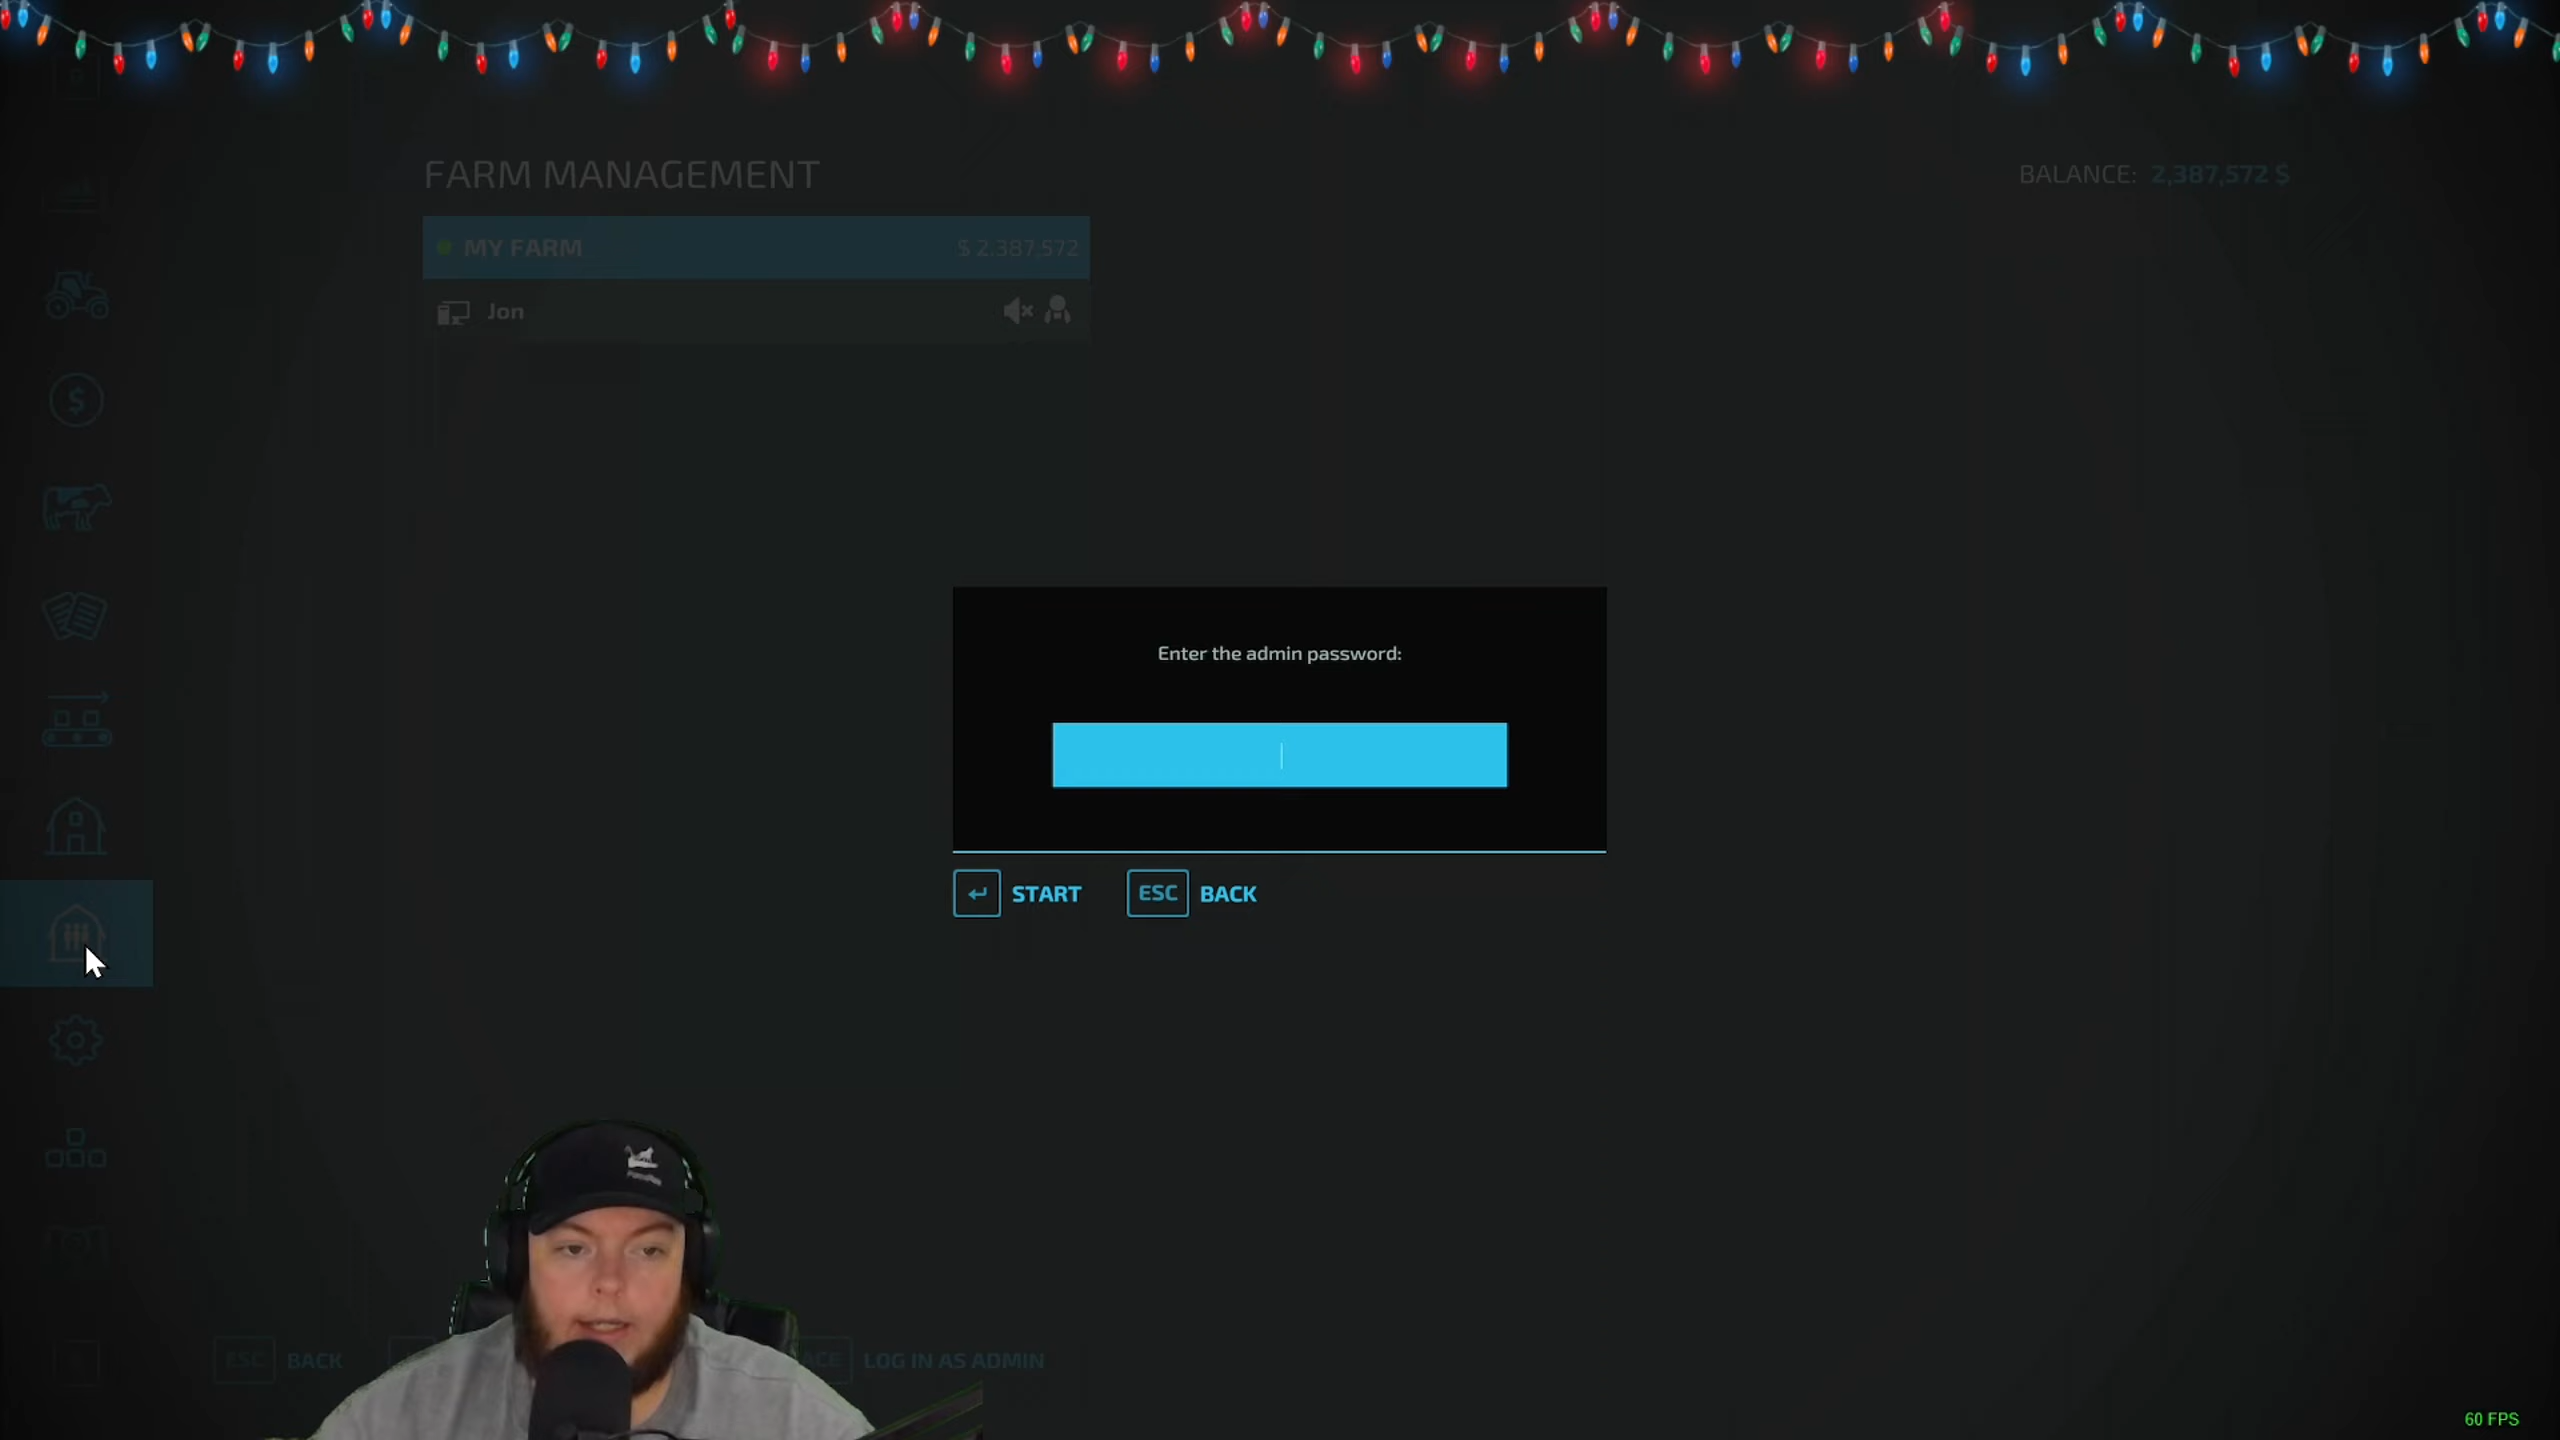 FARM MANAGEMENT
BALANCE: 2,387,572 $
MY FARM $ 2,387,572
Jon
Enter the admin password:
START ESC BACK
ESC BACK LOG IN AS ADMIN
60 FPS